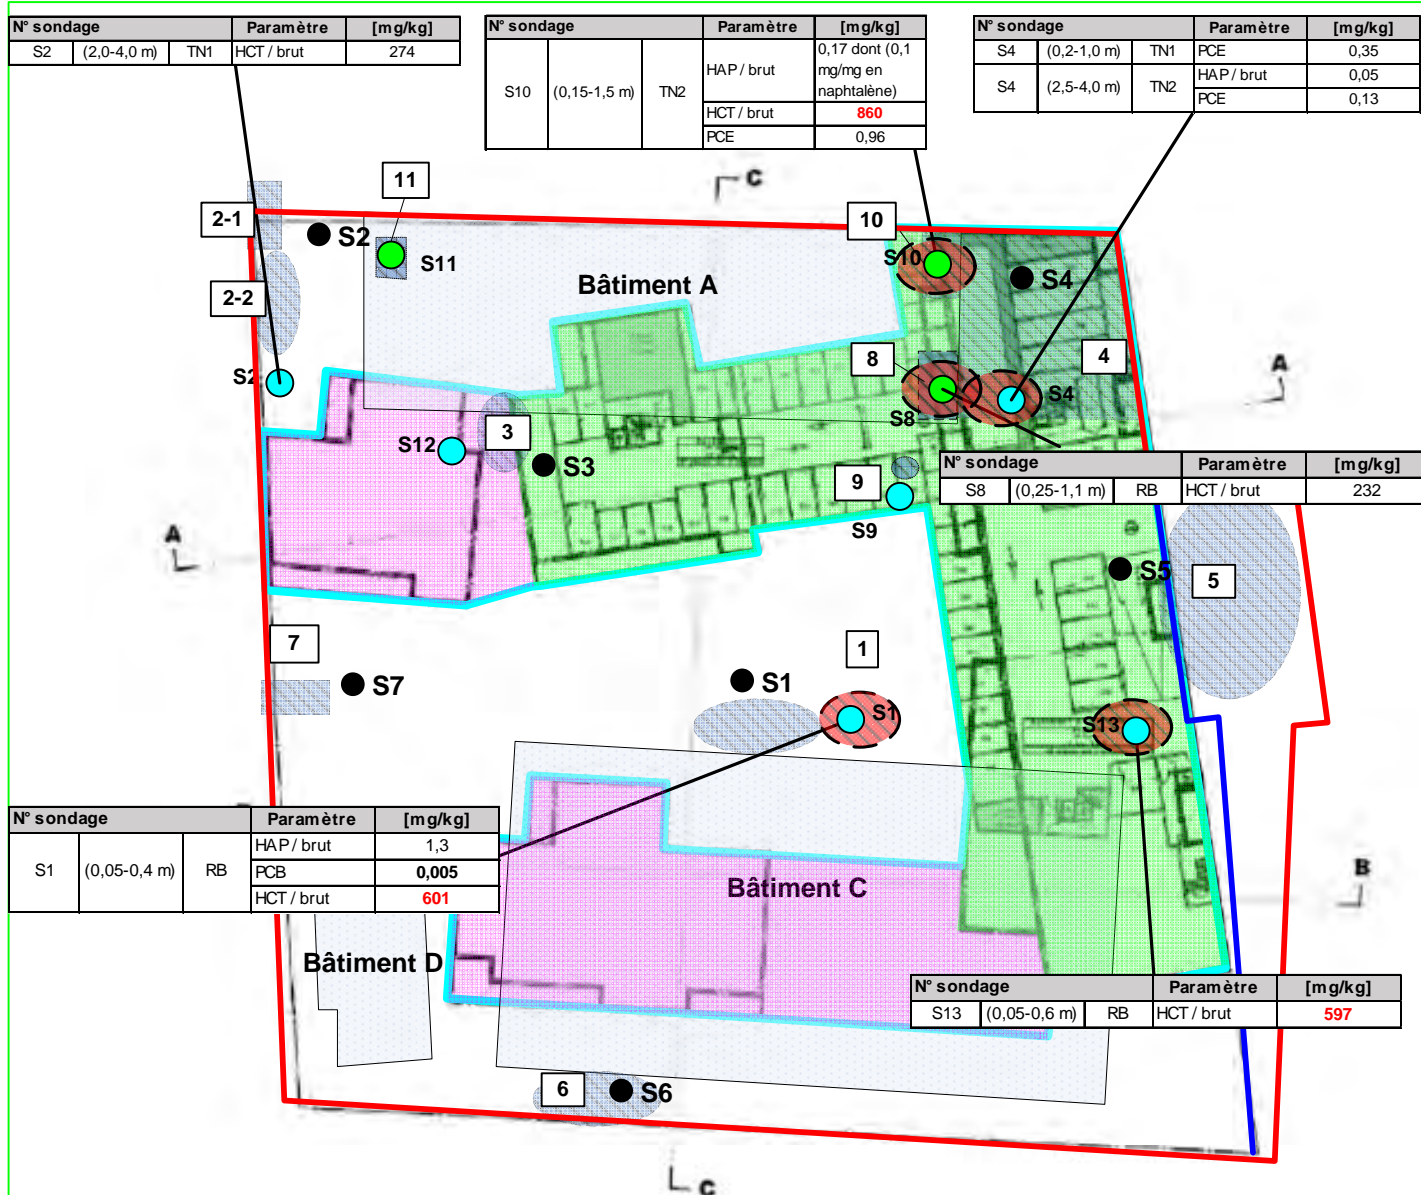 N° sondage Paramètre [mg/kg]
S2 (2,0-4,0 m) TN1 HCT / brut 274
N° sondage Paramètre [mg/kg]
S10 (0,15-1,5 m) TN2 HAP / brut 0,17 dont (0,1
mg/mg en
naphtalène)
HCT / brut 860
PCE 0,96
N° sondage Paramètre [mg/kg]
S4 (0,2-1,0 m) TN1 PCE 0,35
S4 (2,5-4,0 m) TN2 HAP / brut 0,05
PCE 0,13
C
11
10
2-1
S2
S11
S10
S4
Bâtiment A
2-2
8
4
A
S2
S8
S4
3
S12
S3
9
S9
N° sondage Paramètre [mg/kg]
S8 (0,25-1,1 m) RB HCT / brut 232
A
S5
5
7
1
S7
S1
S1
S13
N° sondage Paramètre [mg/kg]
S1 (0,05-0,4 m) RB HAP / brut 1,3
PCB 0,005
HCT / brut 601
Bâtiment C
B
Bâtiment D
N° sondage Paramètre [mg/kg]
S13 (0,05-0,6 m) RB HCT / brut 597
6
S6
C